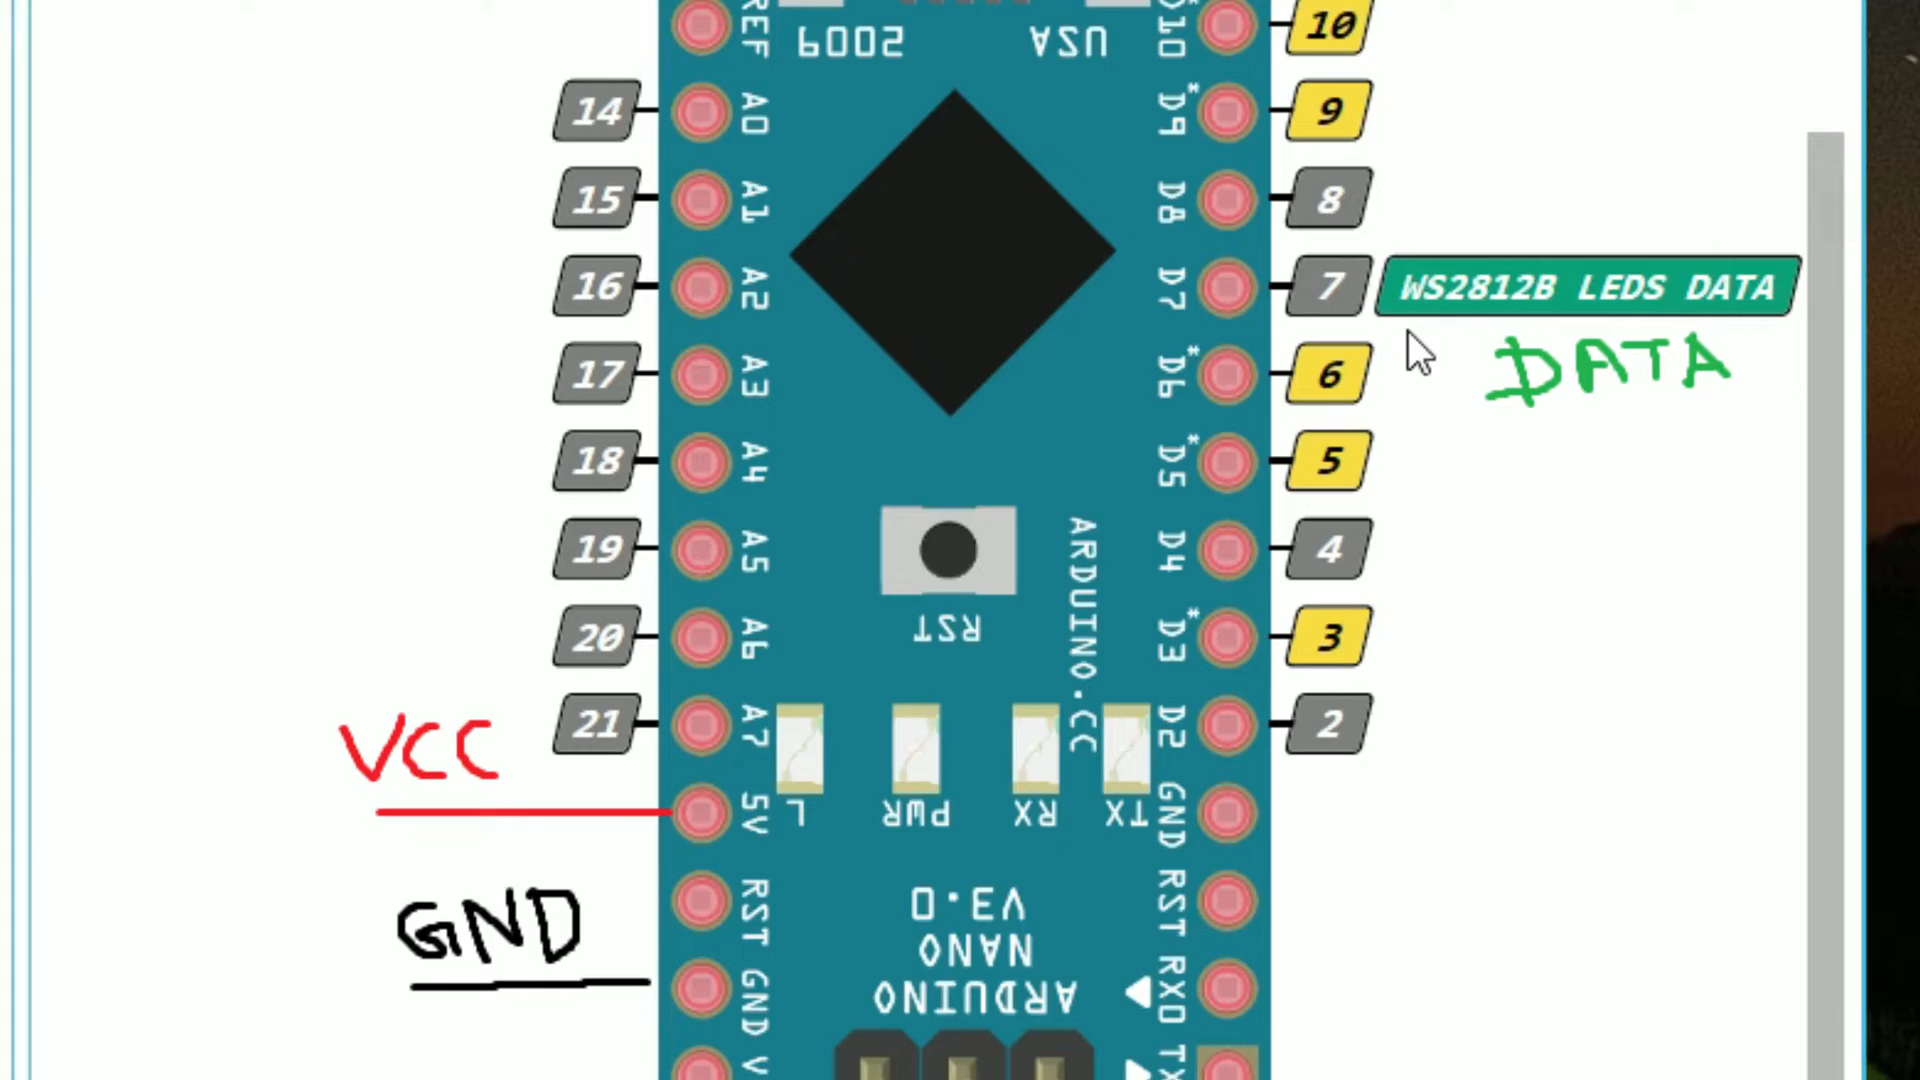 REF
2009
USA
D10*
10
14
A0
D9*
9
15
A1
D8
8
16
A2
D7
7
WS2812B LEDS DATA
DATA
17
A3
D6*
6
18
A4
D5*
5
19
A5
D4
4
ARDUINO.CC
RST
20
A6
D3*
3
VCC
21
A7
D2
2
5V
L
PWR
RX
TX
GND
GND
RST
V3.0
NANO
ARDUINO
RST
GND
RX0
V
TX